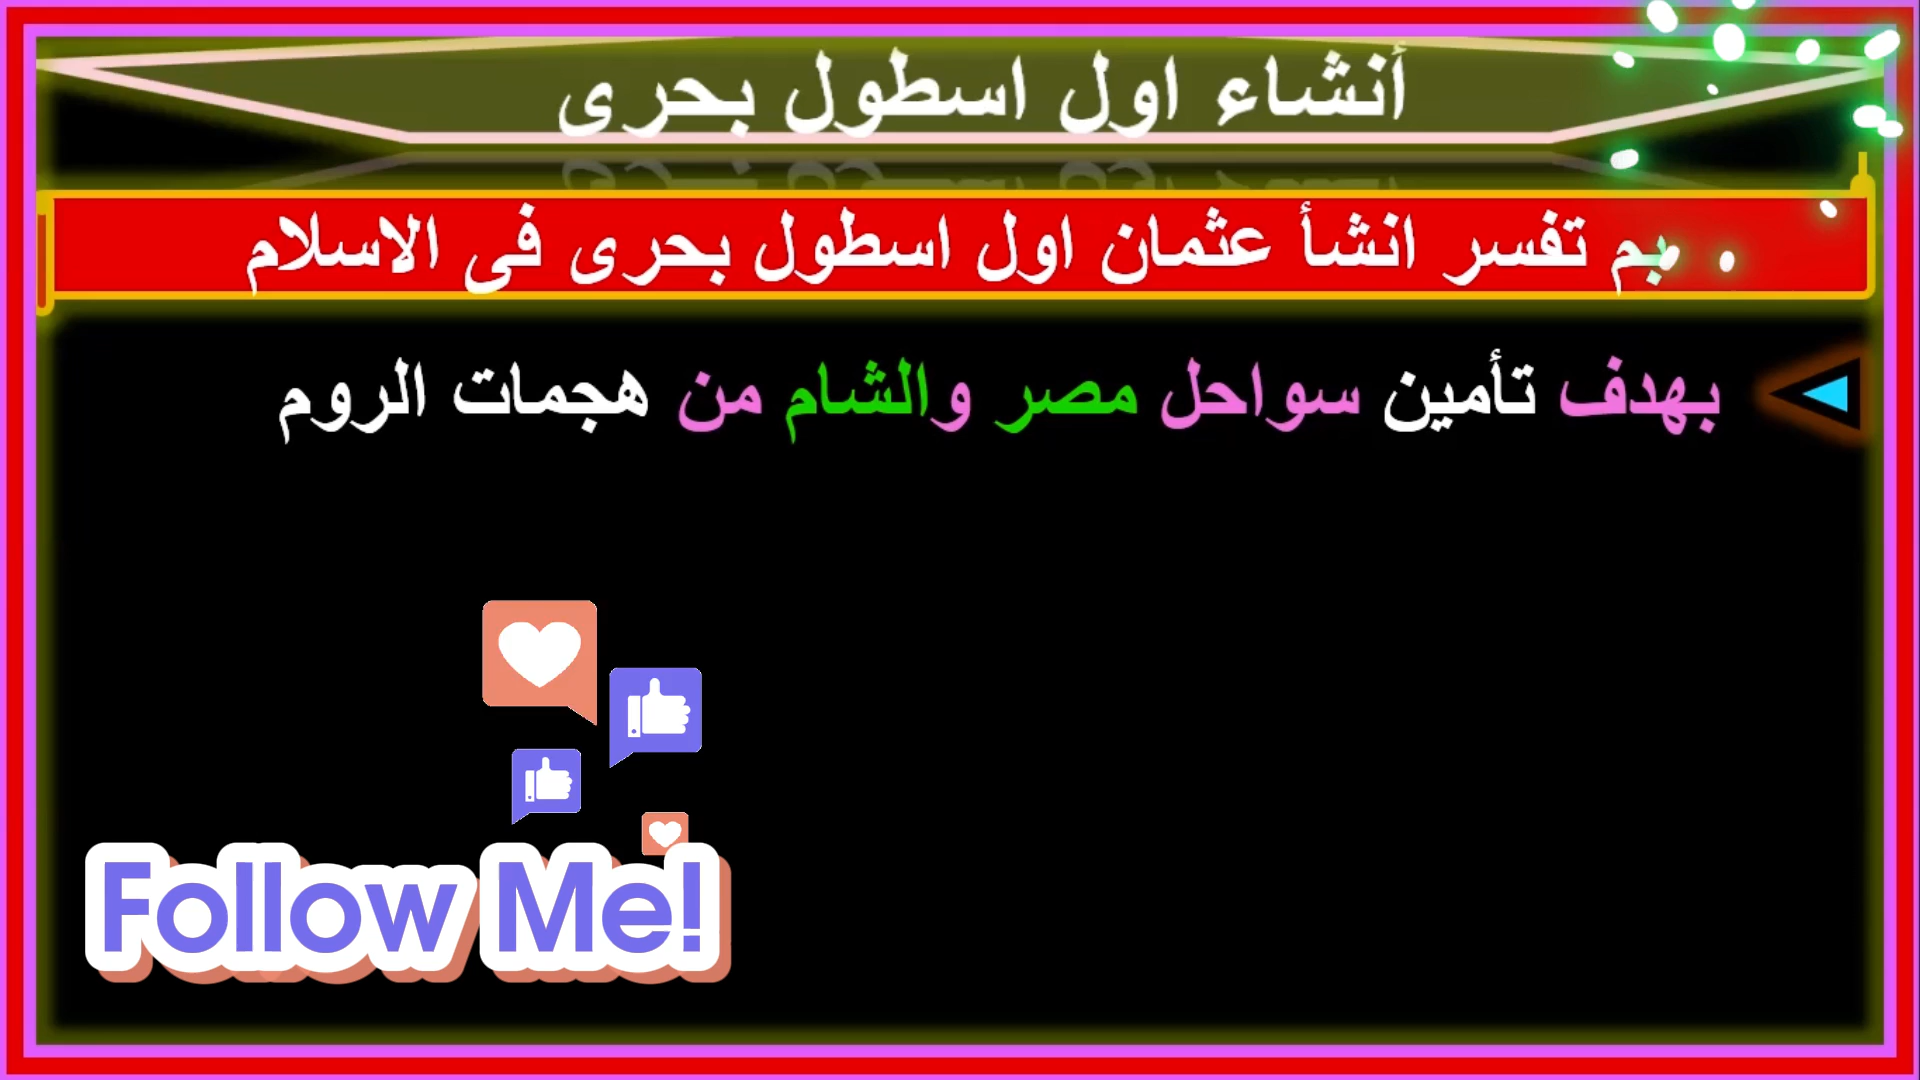 أنشاء اول اسطول بحرى
بم تفسر انشأ عثمان اول اسطول بحرى فى الاسلام
بهدف تأمين سواحل مصر والشام من هجمات الروم
Follow Me!